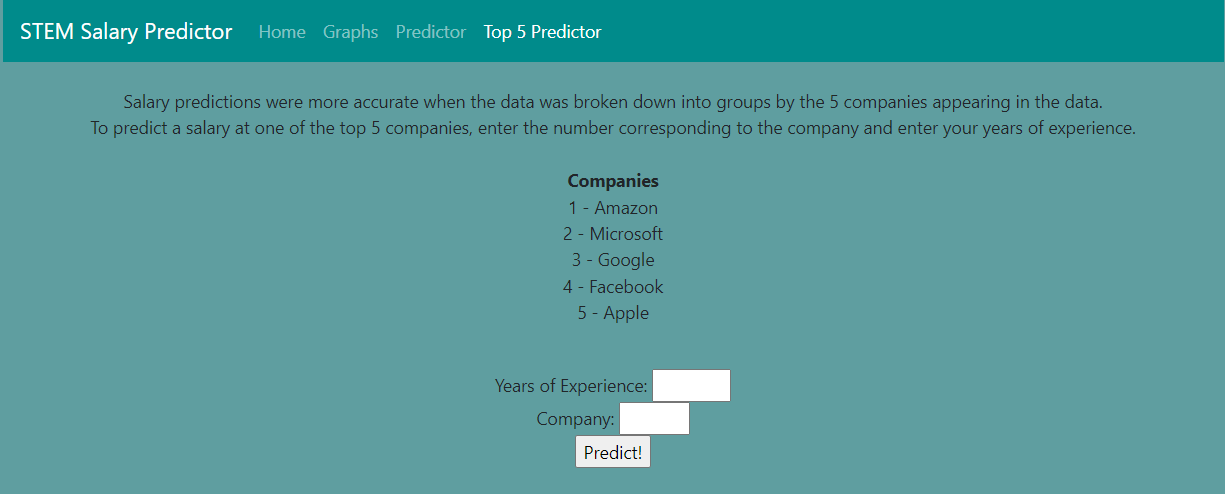 STEM Salary Predictor Home Graphs Predictor Top 5 Predictor
Salary predictions were more accurate when the data was broken down into groups by the 5 companies appearing in the data.
To predict a salary at one of the top 5 companies, enter the number corresponding to the company and enter your years of experience.
Companies
1 - Amazon
2 - Microsoft
3 - Google
4 - Facebook
5 - Apple
Years of Experience:
Company:
Predict!